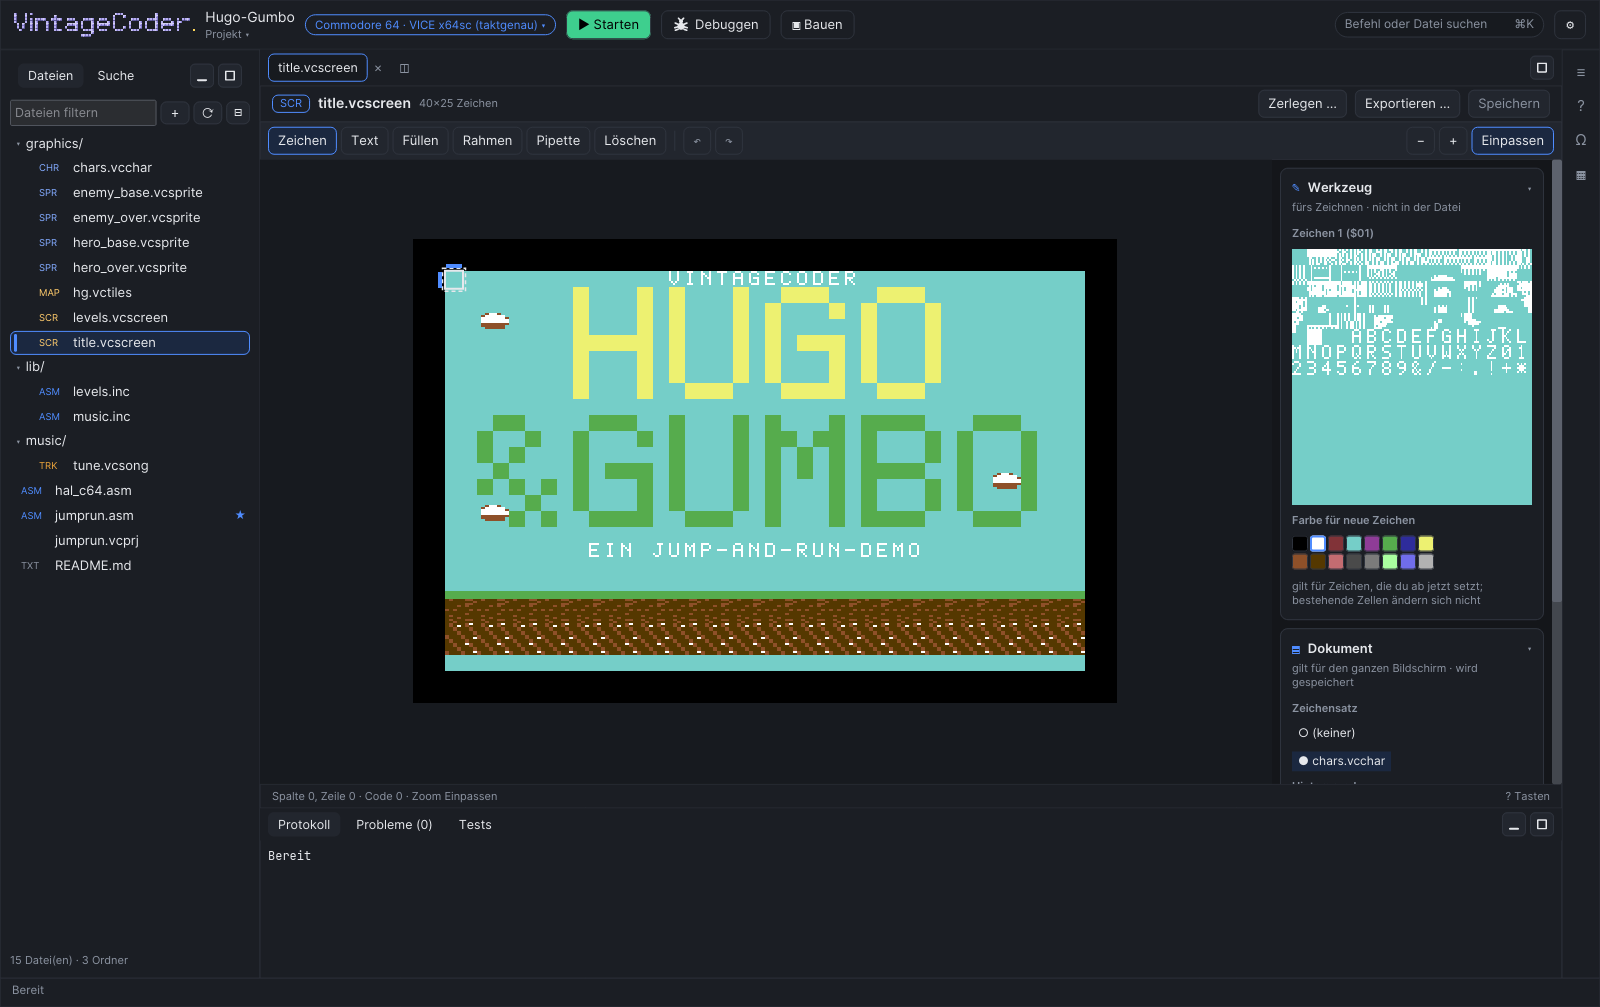 VintageCoder.
Hugo-Gumbo
Projekt
Commodore 64 · VICE x64sc (taktgenau)
Starten
Debuggen
Bauen
Befehl oder Datei suchen ⌘K
Dateien Suche
title.vcscreen
Dateien filtern
SCR title.vcscreen 40×25 Zeichen
Zerlegen ... Exportieren ... Speichern
Zeichen Text Füllen Rahmen Pipette Löschen
Einpassen
graphics/
CHR chars.vcchar
SPR enemy_base.vcsprite
SPR enemy_over.vcsprite
SPR hero_base.vcsprite
SPR hero_over.vcsprite
MAP hg.vctiles
SCR levels.vcscreen
SCR title.vcscreen
lib/
ASM levels.inc
ASM music.inc
music/
TRK tune.vcsong
ASM hal_c64.asm
ASM jumprun.asm
jumprun.vcprj
TXT README.md
15 Datei(en) · 3 Ordner
VINTAGECODER
HUGO
&GUMBO
EIN JUMP-AND-RUN-DEMO
Werkzeug
fürs Zeichnen · nicht in der Datei
Zeichen 1 ($01)
ABCDEFGHIJKL
MNOPQRSTUVWXYZ01
23456789&/-:.!+*
Farbe für neue Zeichen
gilt für Zeichen, die du ab jetzt setzt;
bestehende Zellen ändern sich nicht
Dokument
gilt für den ganzen Bildschirm · wird
gespeichert
Zeichensatz
(keiner)
chars.vcchar
Spalte 0, Zeile 0 · Code 0 · Zoom Einpassen
? Tasten
Protokoll Probleme (0) Tests
Bereit
Bereit